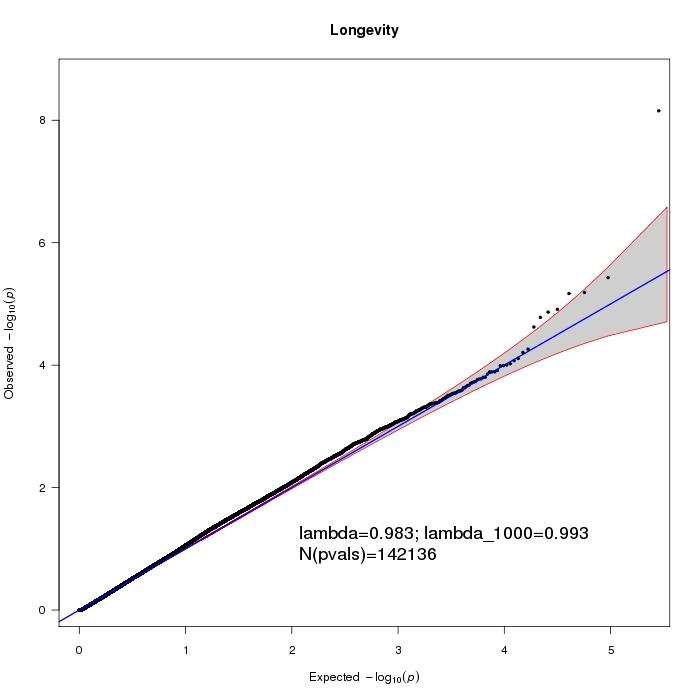 Longevity
8
6
4
2
0
Observed −log10(p)
lambda=0.983; lambda_1000=0.993
N(pvals)=142136
0 1 2 3 4 5
Expected −log10(p)